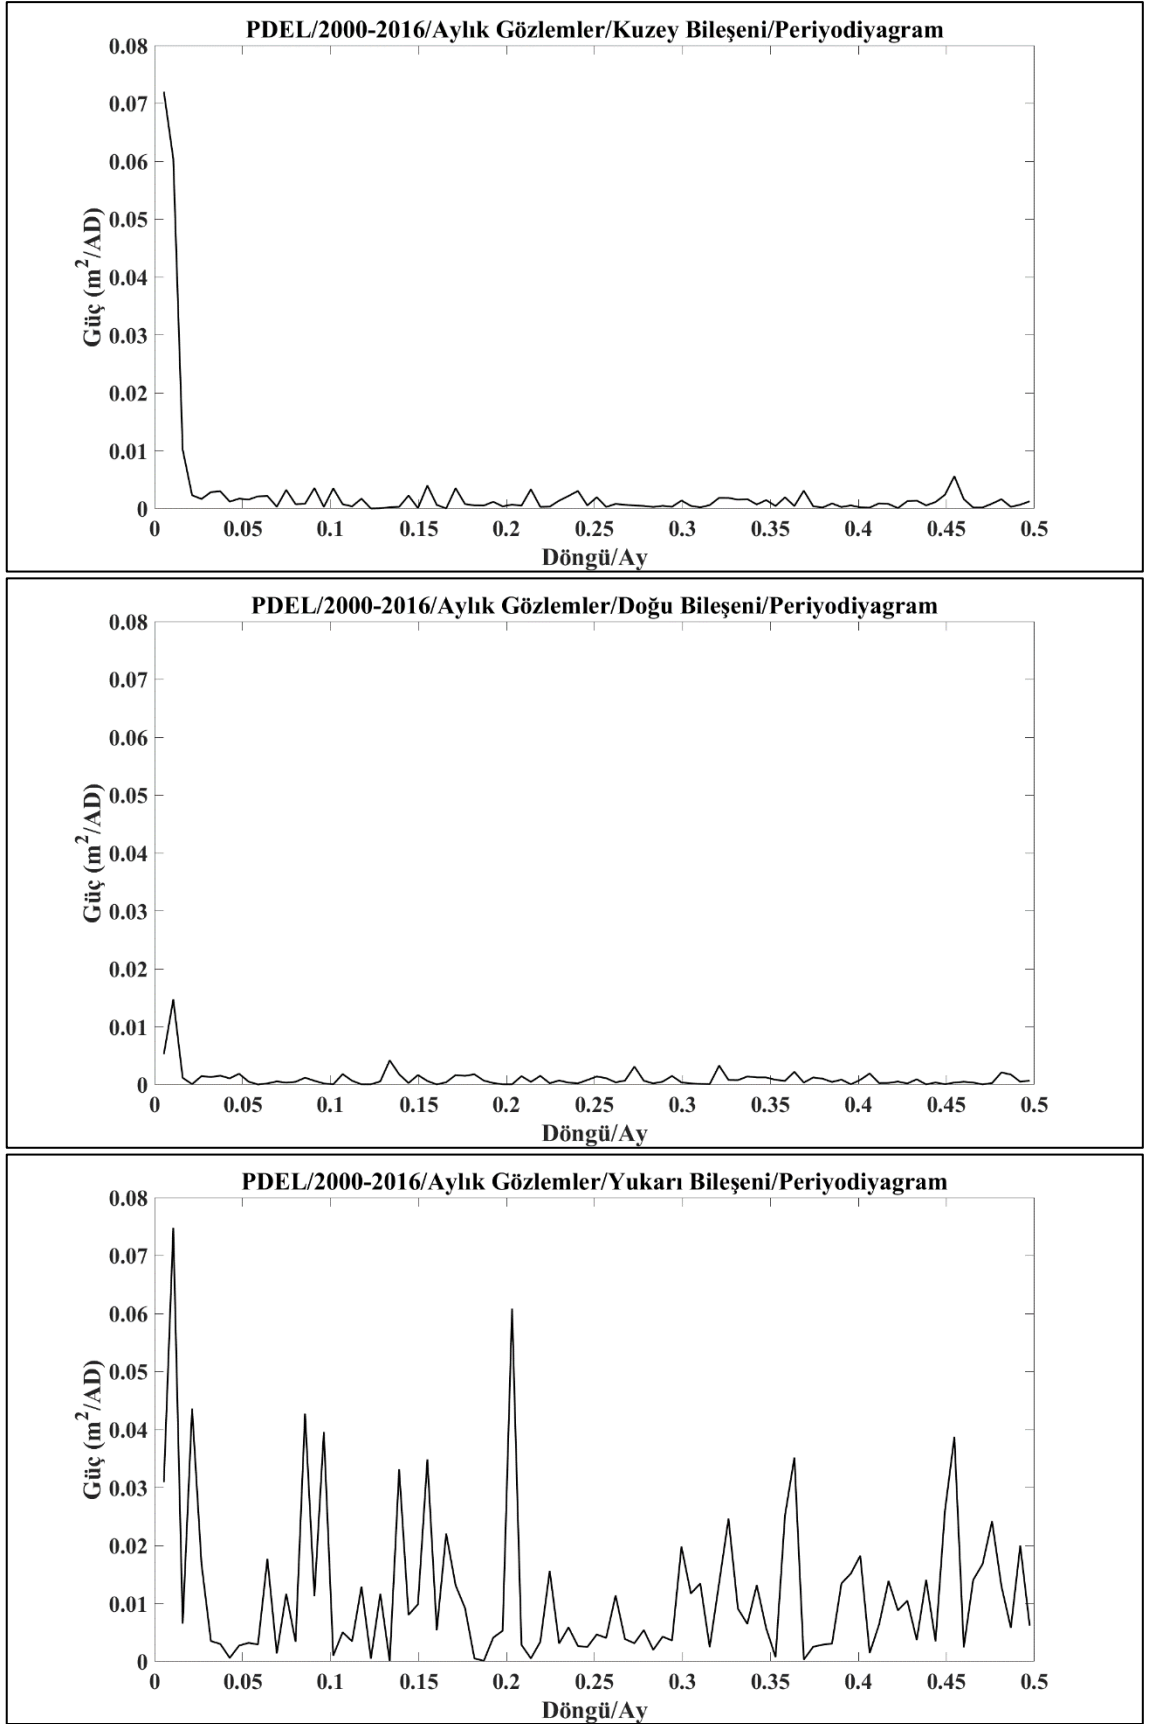 PDEL/2000-2016/Aylık Gözlemler/Kuzey Bileşeni/Periyodiyagram
0.08
0.07
0.06
0.05
0.04
0.03
0.02
0.01
0
Güç (m²/AD)
0 0.05 0.1 0.15 0.2 0.25 0.3 0.35 0.4 0.45 0.5
Döngü/Ay
PDEL/2000-2016/Aylık Gözlemler/Doğu Bileşeni/Periyodiyagram
0.08
0.07
0.06
0.05
0.04
0.03
0.02
0.01
0
Güç (m²/AD)
0 0.05 0.1 0.15 0.2 0.25 0.3 0.35 0.4 0.45 0.5
Döngü/Ay
PDEL/2000-2016/Aylık Gözlemler/Yukarı Bileşeni/Periyodiyagram
0.08
0.07
0.06
0.05
0.04
0.03
0.02
0.01
0
Güç (m²/AD)
0 0.05 0.1 0.15 0.2 0.25 0.3 0.35 0.4 0.45 0.5
Döngü/Ay